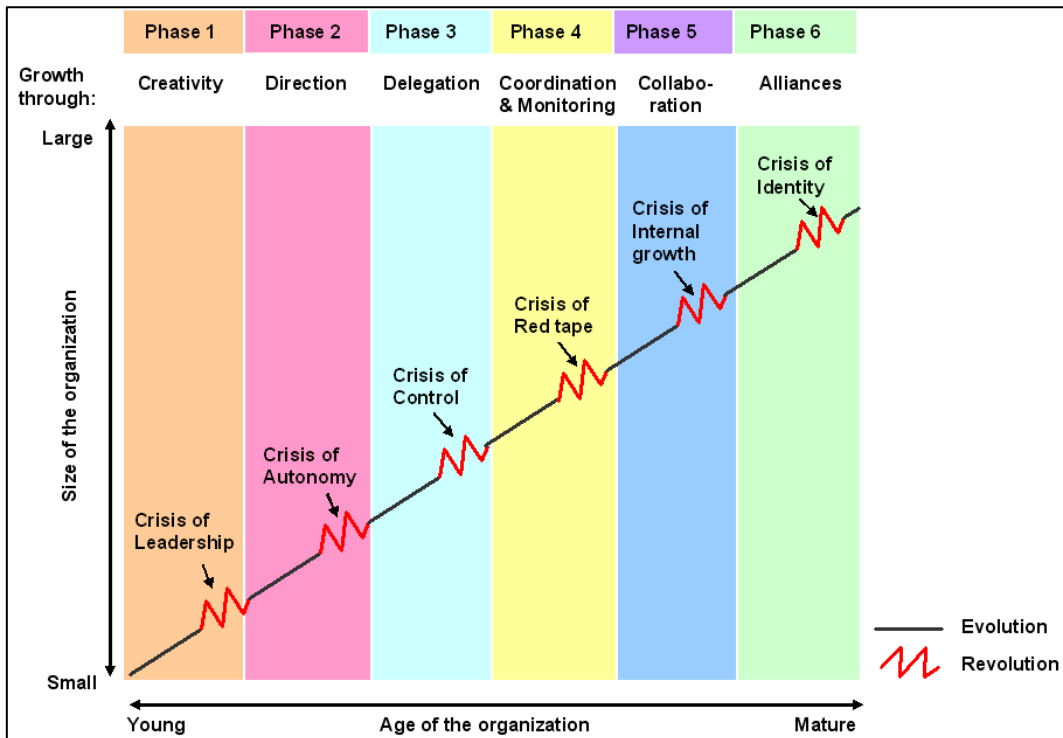 Phase 1
Phase 2
Phase 3
Phase 4
Phase 5
Phase 6
Growth
through:
Creativity
Direction
Delegation
Coordination
& Monitoring
Collabo-
ration
Alliances
Large
Size of the organization
Small
Crisis of
Leadership
Crisis of
Autonomy
Crisis of
Control
Crisis of
Red tape
Crisis of
Internal
growth
Crisis of
Identity
Evolution
Revolution
Young
Age of the organization
Mature